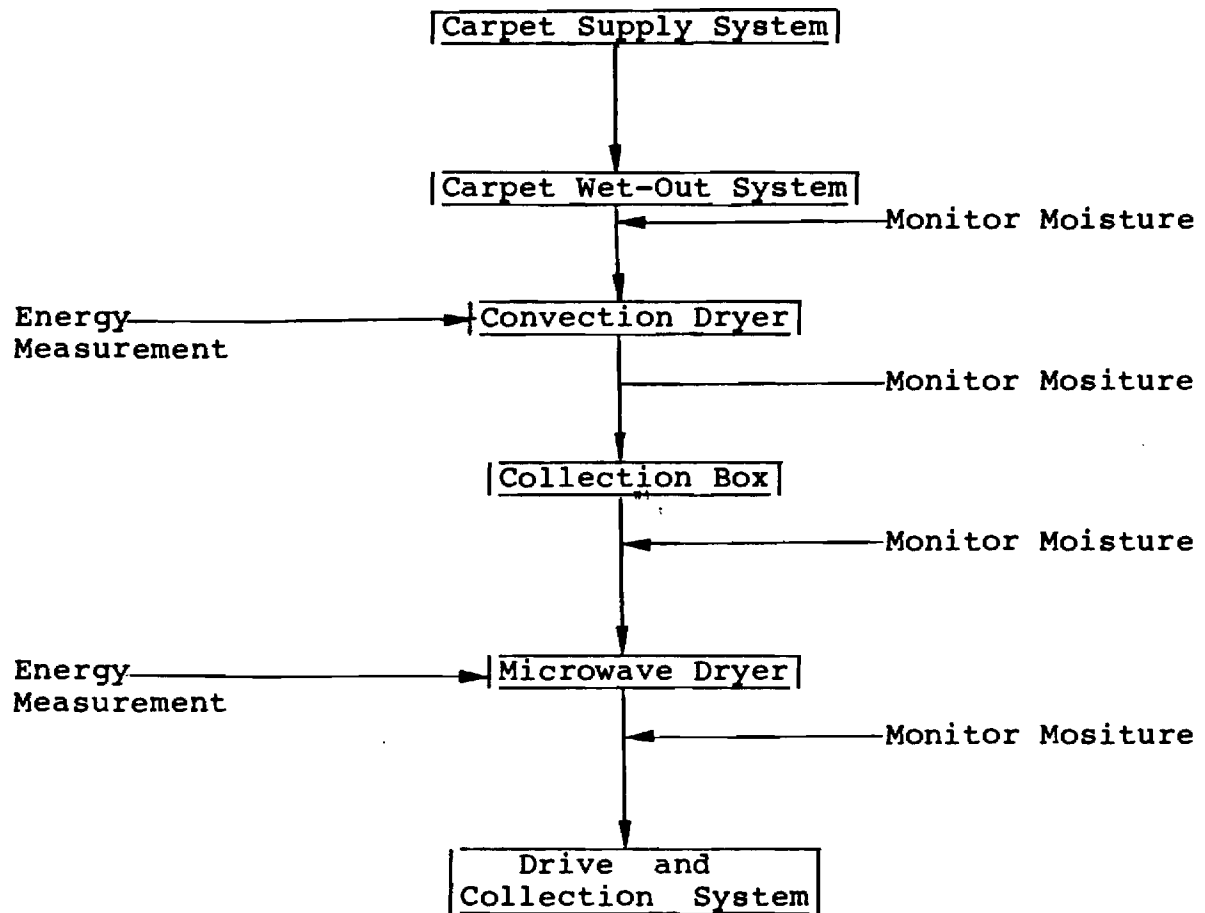 Carpet Supply System
Carpet Wet-Out System
Monitor Moisture
Energy
Measurement
Convection Dryer
Monitor Mositure
Collection Box
Monitor Moisture
Energy
Measurement
Microwave Dryer
Monitor Mositure
Drive and
Collection System